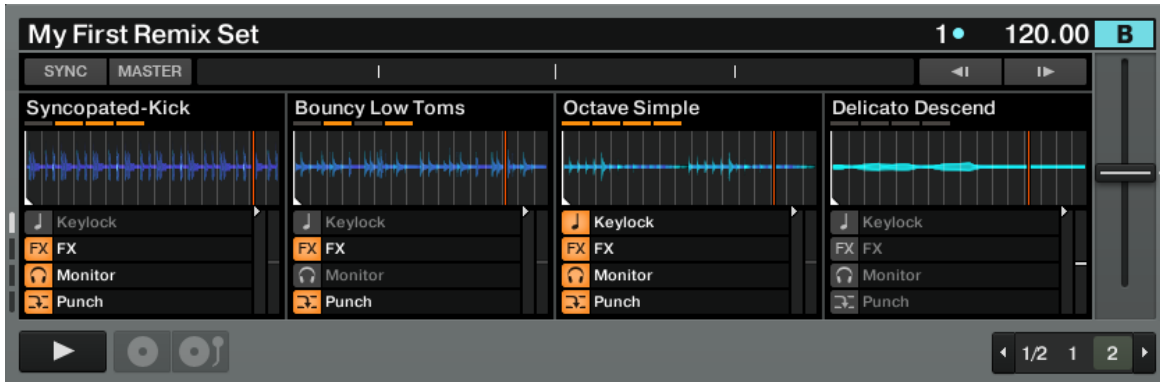 My First Remix Set 1 120.00 B
SYNC MASTER
Syncopated-Kick Bouncy Low Toms Octave Simple Delicato Descend
Keylock Keylock Keylock Keylock
FX FX FX FX FX FX FX FX
Monitor Monitor Monitor Monitor
Punch Punch Punch Punch
1/2 1 2